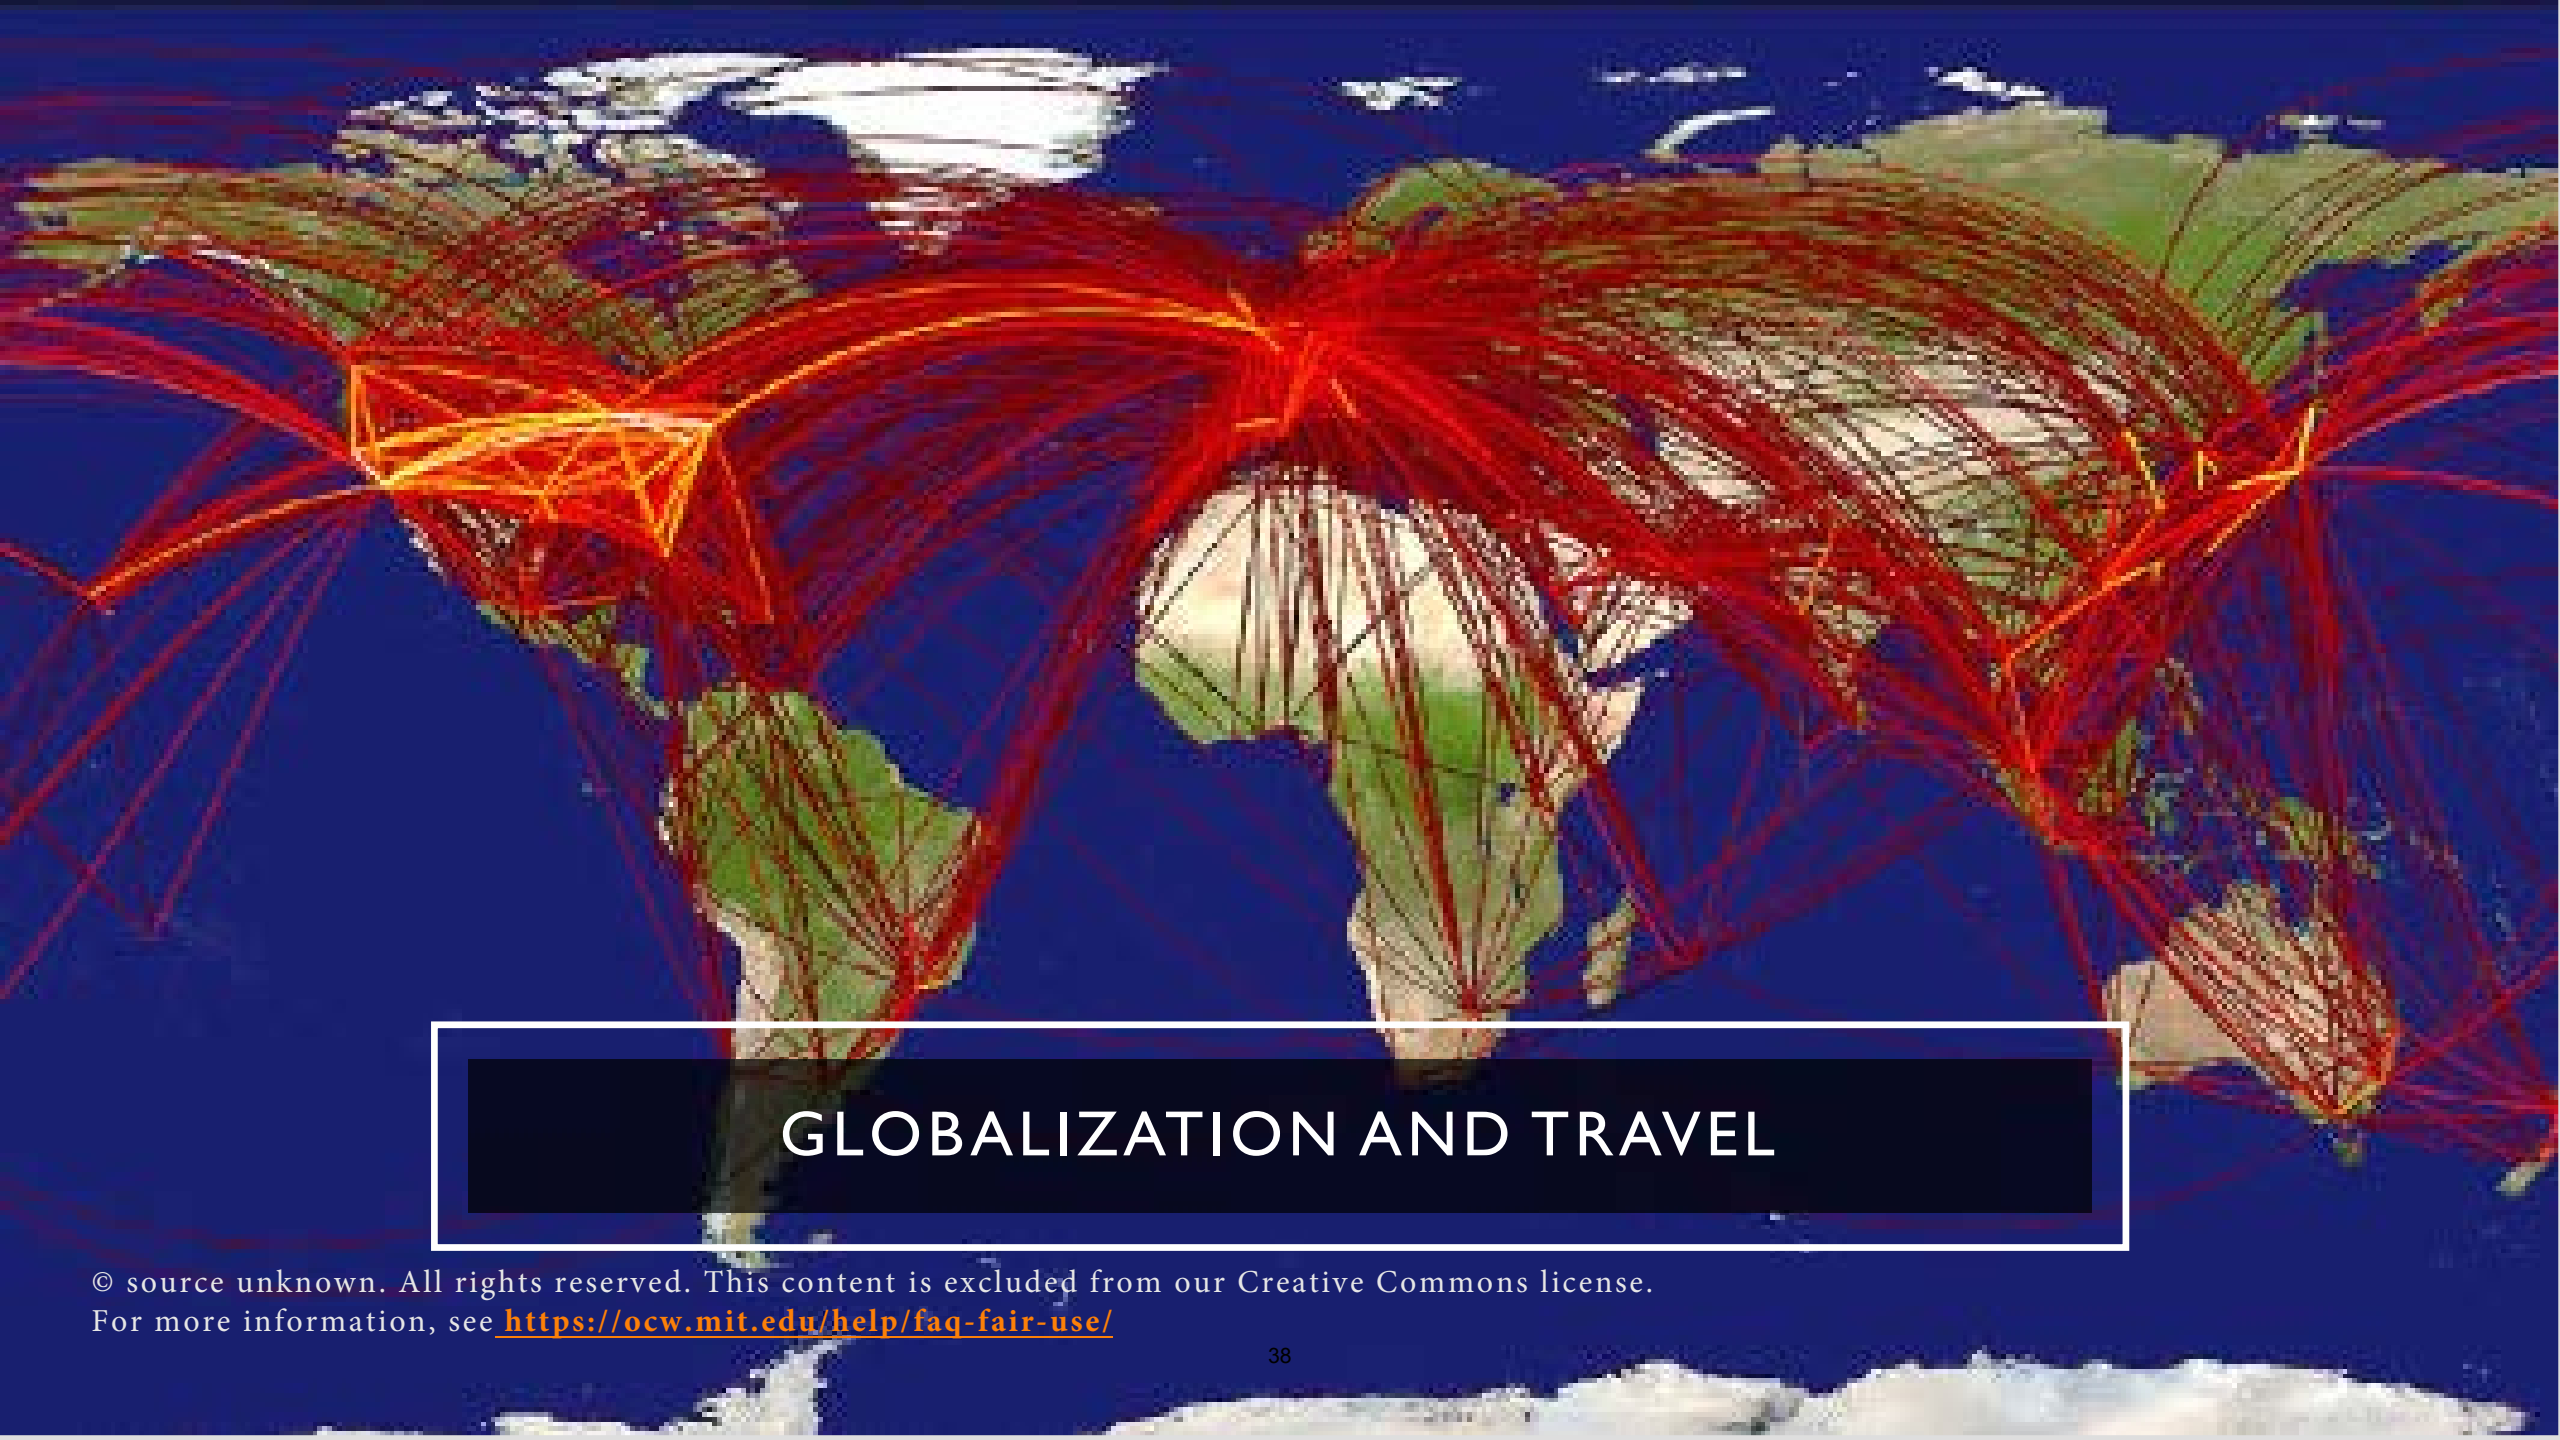 GLOBALIZATION AND TRAVEL
© source unknown. All rights reserved. This content is excluded from our Creative Commons license.
For more information, see https://ocw.mit.edu/help/faq-fair-use/
38